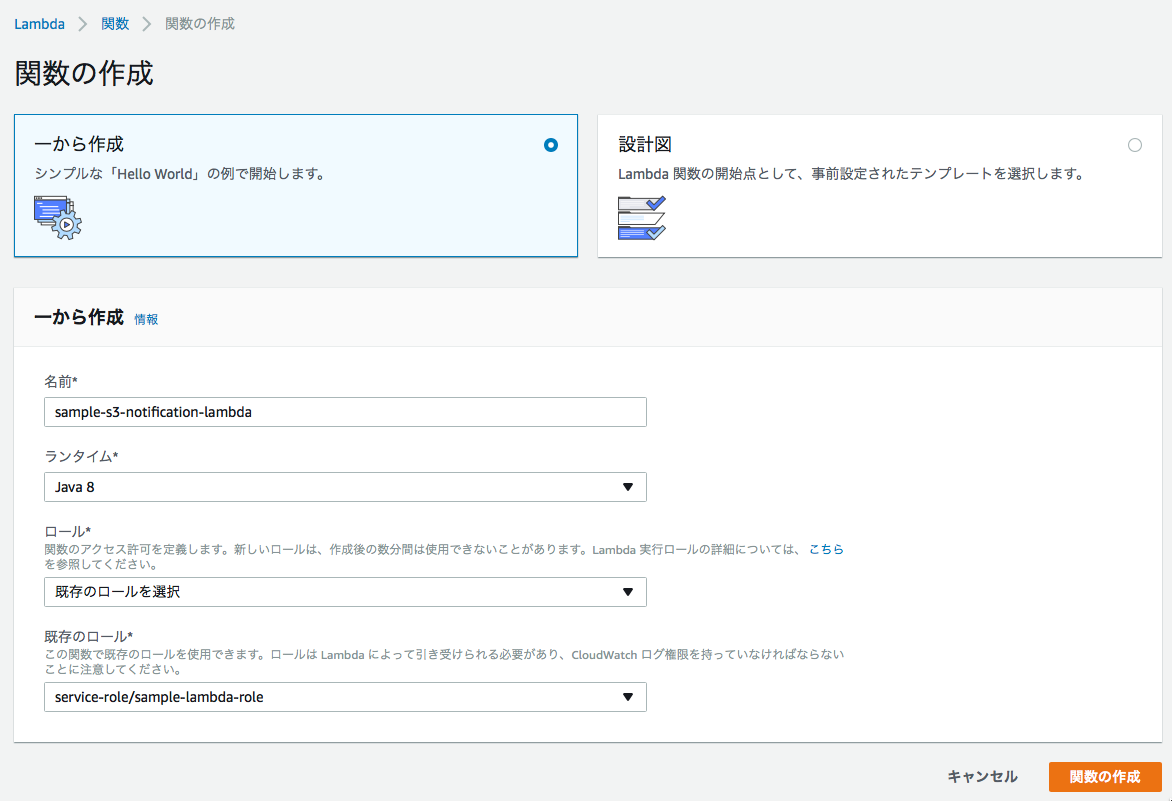 Lambda > 関数 > 関数の作成
関数の作成
一から作成
シンプルな「Hello World」の例で開始します。
設計図
Lambda 関数の開始点として、事前設定されたテンプレートを選択します。
一から作成 情報
名前*
sample-s3-notification-lambda
ランタイム*
Java 8
ロール*
関数のアクセス許可を定義します。新しいロールは、作成後の数分間は使用できないことがあります。Lambda 実行ロールの詳細については、 こちら
を参照してください。
既存のロールを選択
既存のロール*
この関数で既存のロールを使用できます。ロールは Lambda によって引き受けられる必要があり、CloudWatch ログ権限を持っていなければならない
ことに注意してください。
service-role/sample-lambda-role
キャンセル 関数の作成